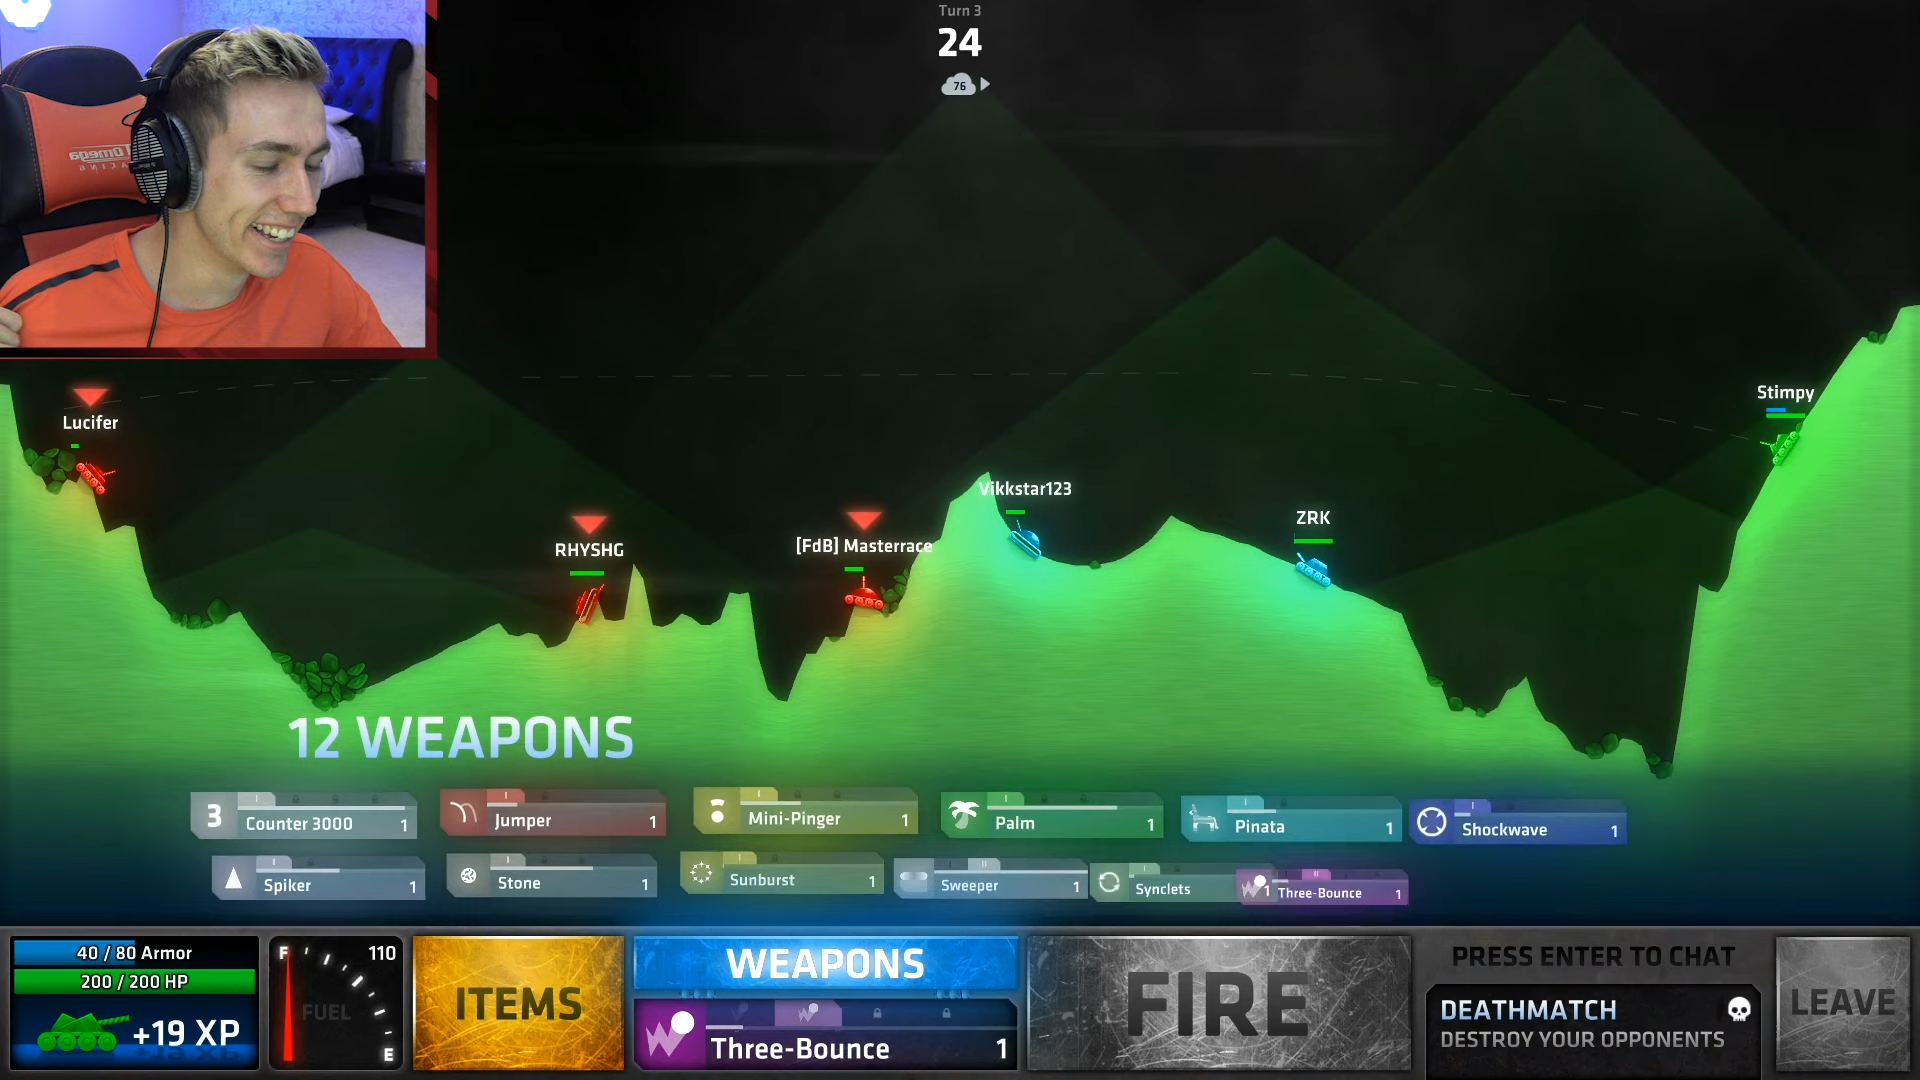 Turn 3
24
76
Omega
RACING
Lucifer
Stimpy
Vikkstar123
ZRK
RHYSHG
[FdB] Masterrace
12 WEAPONS
3 Counter 3000 1
Jumper 1
Mini-Pinger 1
Palm 1
Pinata 1
Shockwave 1
Spiker 1
Stone 1
Sunburst 1
Sweeper 1
Synclets 1
Three-Bounce 1
40 / 80 Armor
200 / 200 HP
+19 XP
F 110
FUEL
E
ITEMS
WEAPONS
Three-Bounce 1
FIRE
PRESS ENTER TO CHAT
DEATHMATCH
DESTROY YOUR OPPONENTS
LEAVE